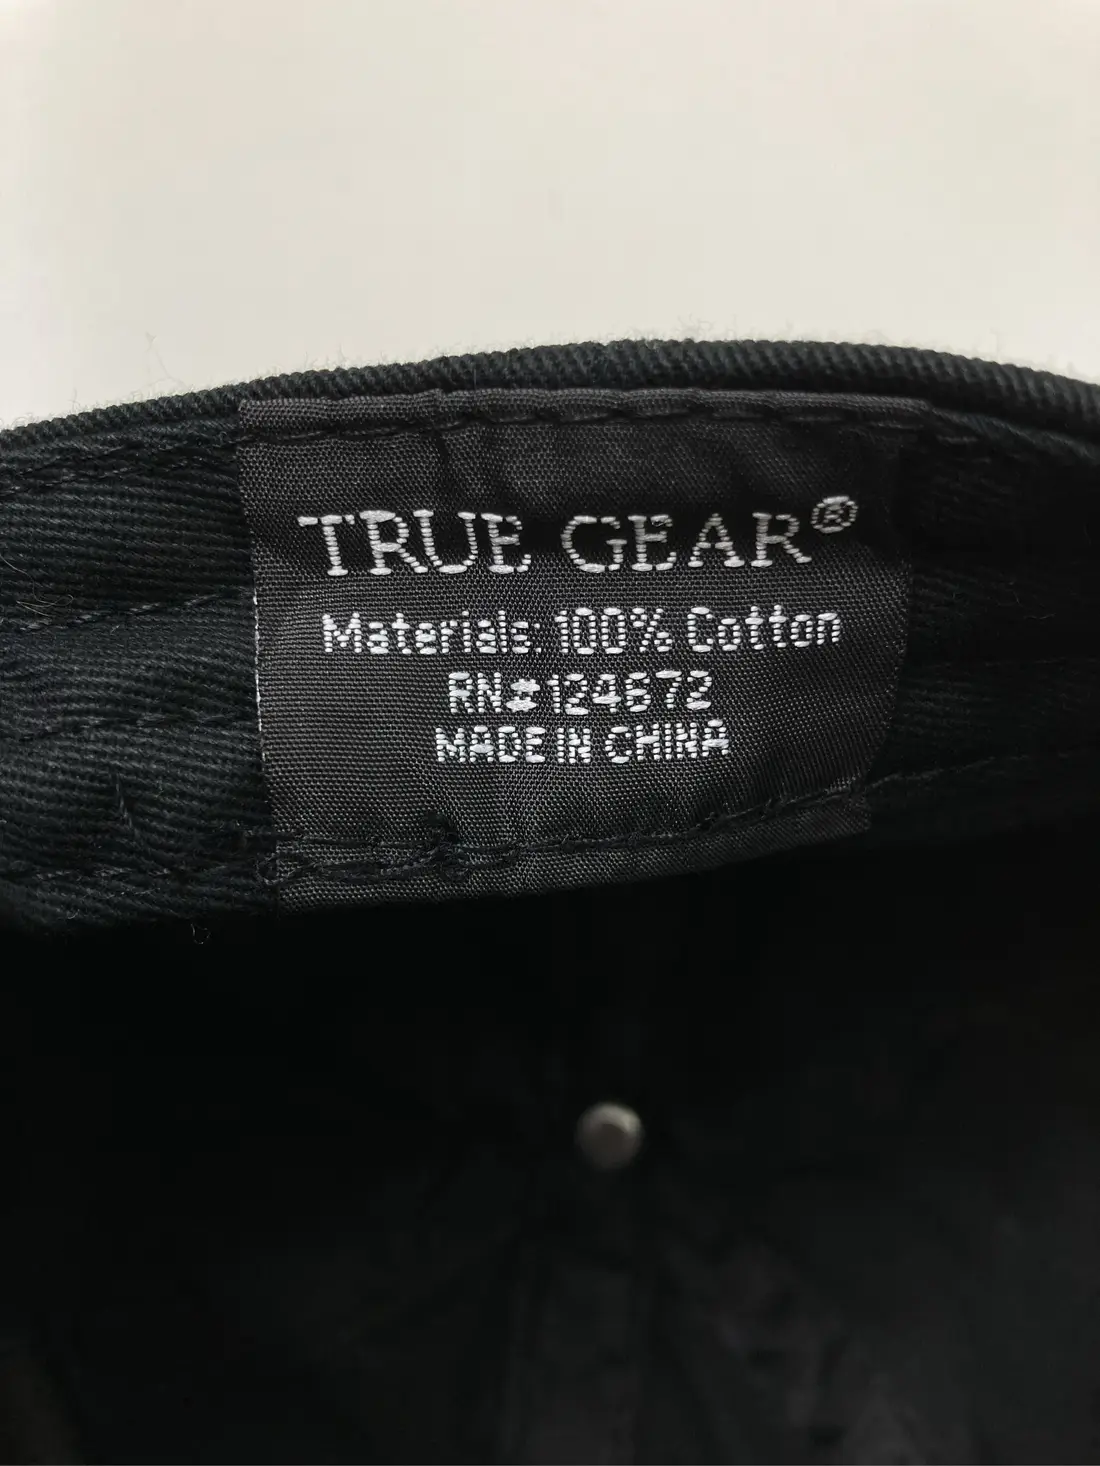 TRUE GEAR®
Materials: 100% Cotton
RN#124672
MADE IN CHINA